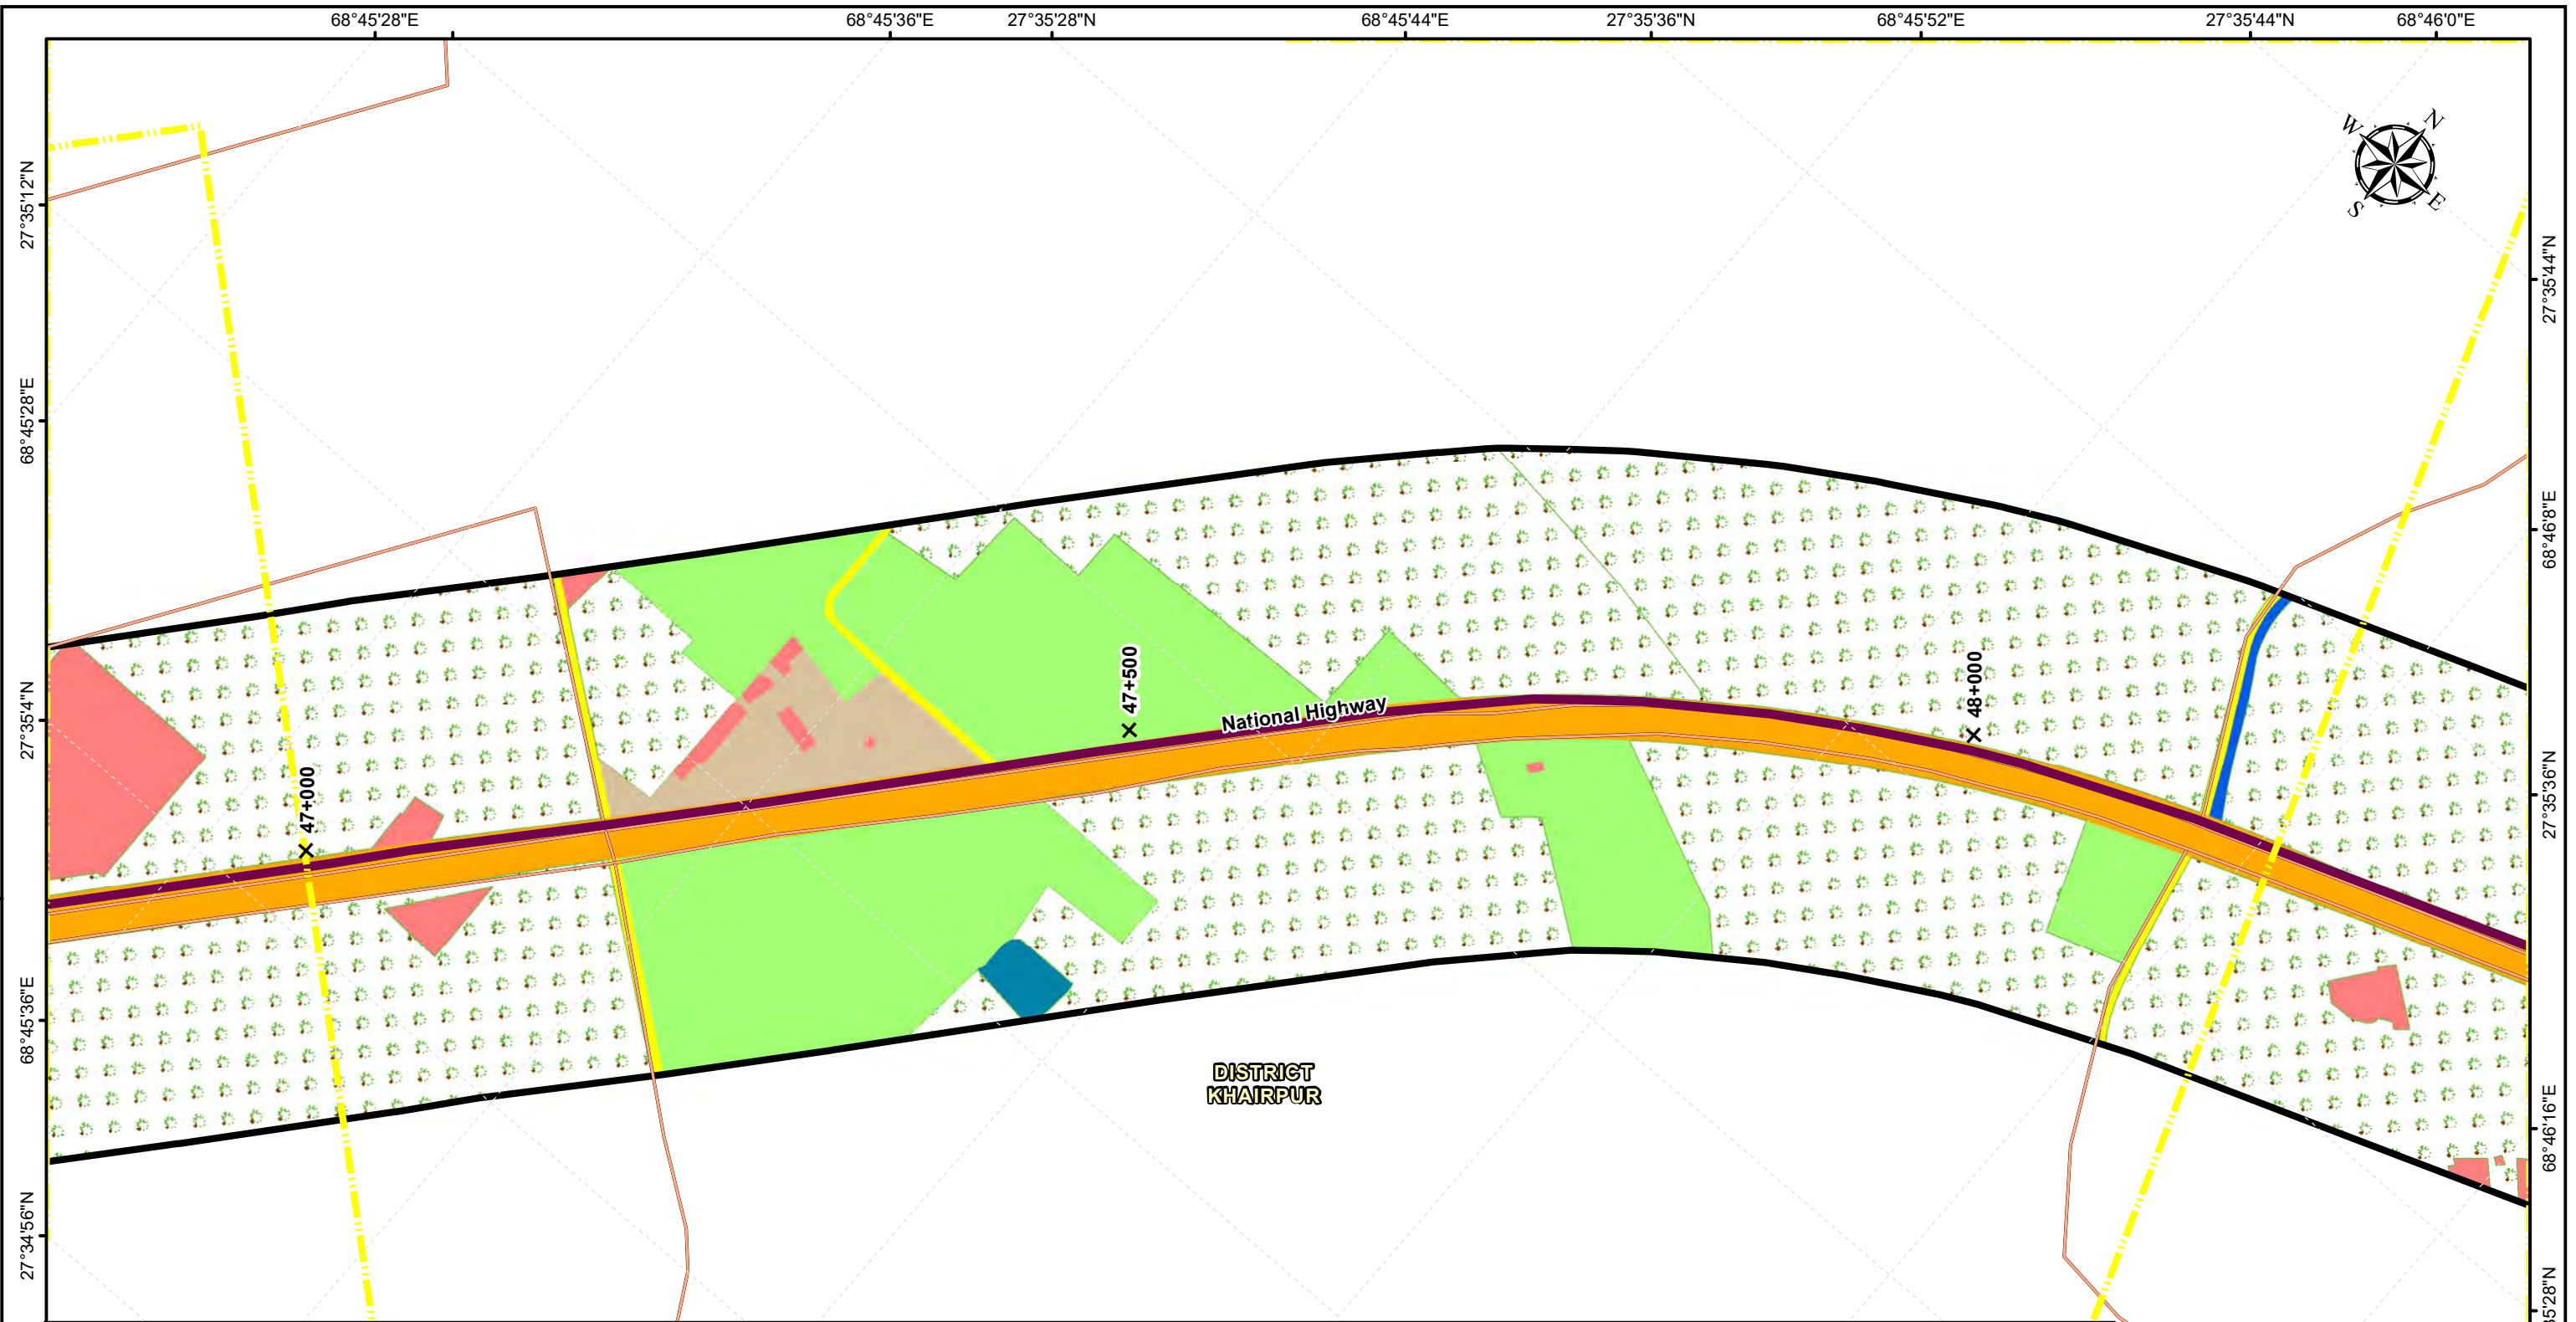 68°45'28"E
68°45'36"E
27°35'28"N
68°45'44"E
27°35'36"N
68°45'52"E
27°35'44"N
68°46'0"E
W
N
S
E
27°35'12"N
68°45'28"E
27°35'4"N
68°45'36"E
27°34'56"N
27°35'44"N
68°46'8"E
27°35'36"N
68°46'16"E
5'28"N
47+000
47+500
National Highway
48+000
DISTRICT
KHAIRPUR